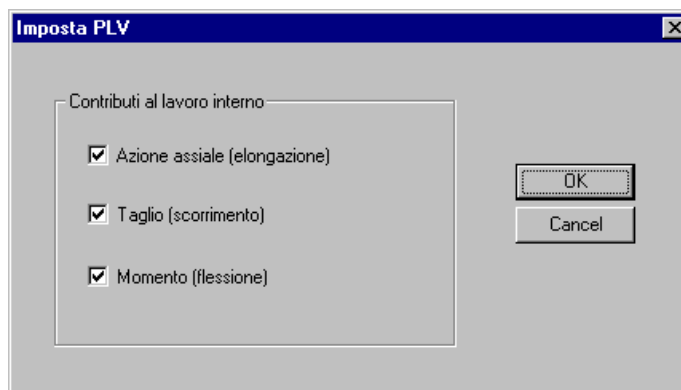 Imposta PLV
Contributi al lavoro interno
Azione assiale (elongazione)
Taglio (scorrimento)
Momento (flessione)
OK
Cancel